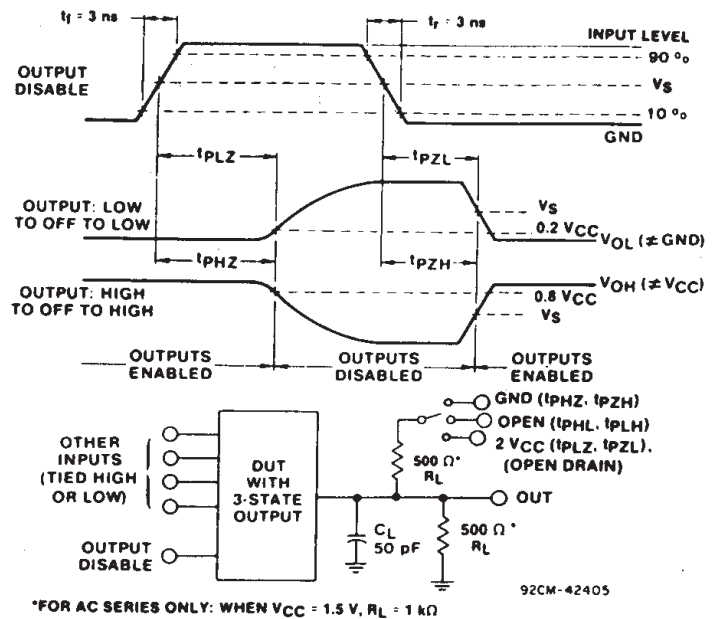 tf = 3 ns
tr = 3 ns
INPUT LEVEL
90 %
OUTPUT DISABLE
VS
10 %
GND
tPLZ
tPZL
OUTPUT: LOW
TO OFF TO LOW
VS
0.2 VCC
VOL (≠ GND)
tPHZ
tPZH
OUTPUT: HIGH
TO OFF TO HIGH
VOH (≠ VCC)
0.8 VCC
VS
OUTPUTS ENABLED
OUTPUTS DISABLED
OUTPUTS ENABLED
GND (tPHZ, tPZH)
OPEN (tPHL, tPLH)
2 VCC (tPLZ, tPZL),
(OPEN DRAIN)
OTHER
INPUTS
(TIED HIGH
OR LOW)
DUT
WITH
3-STATE
OUTPUT
500 Ω*
RL
OUT
OUTPUT
DISABLE
CL
50 pF
500 Ω*
RL
92CM-42405
*FOR AC SERIES ONLY: WHEN VCC = 1.5 V, RL = 1 kΩ